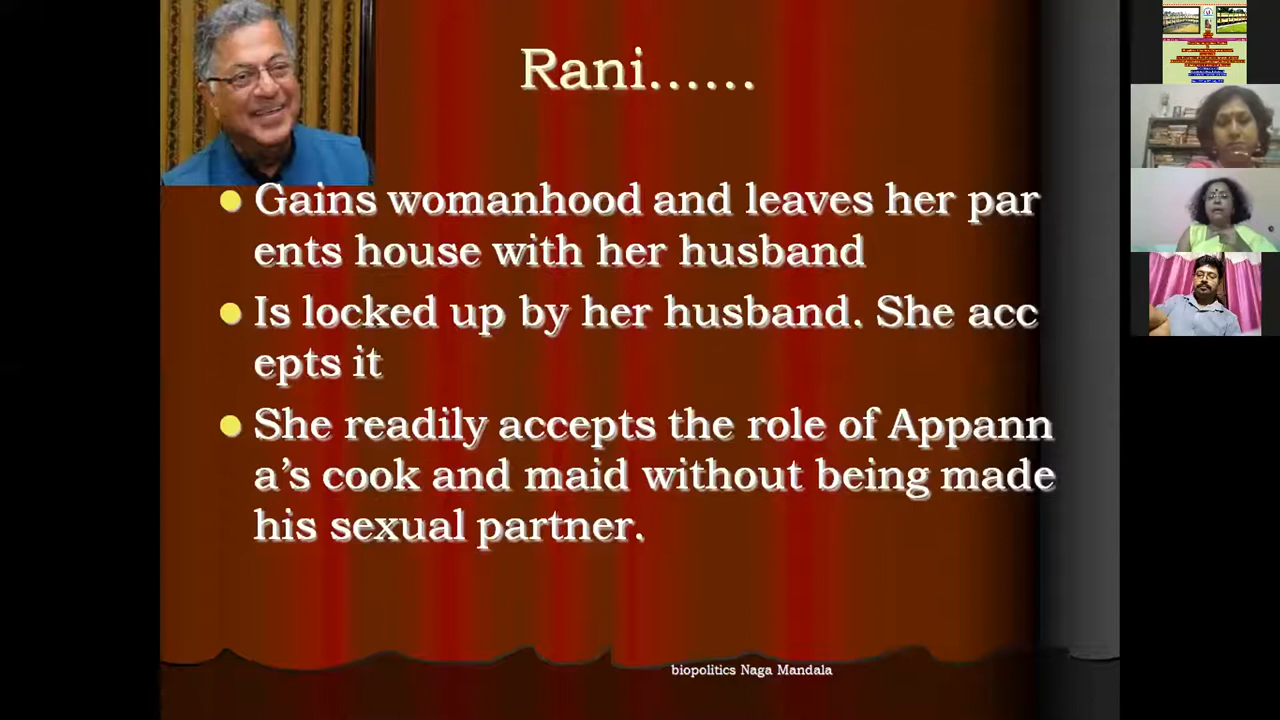 Rani......
Gains womanhood and leaves her par
ents house with her husband
Is locked up by her husband. She acc
epts it
She readily accepts the role of Appann
a's cook and maid without being made
his sexual partner.
biopolitics Naga Mandala